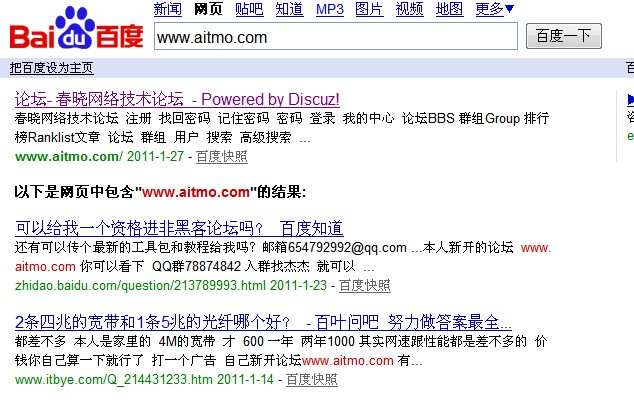 新闻 网页 贴吧 知道 MP3 图片 视频 地图 更多▼
Bai du 百度 www.aitmo.com 百度一下
把百度设为主页 百
论坛- 春晓网络技术论坛 - Powered by Discuz!
春晓网络技术论坛 注册 找回密码 记住密码 密码 登录 我的中心 论坛BBS 群组Group 排行
榜Ranklist文章 论坛 群组 用户 搜索 高级搜索 ...
www.aitmo.com/ 2011-1-27 - 百度快照
以下是网页中包含"www.aitmo.com"的结果:
可以给我一个资格进非黑客论坛吗? 百度知道
还有可以传个最新的工具包和教程给我吗? 邮箱654792992@qq.com ...本人新开的论坛 www.
aitmo.com 你可以看下 QQ群78874842 入群找杰杰 就可以 ...
zhidao.baidu.com/question/213789993.html 2011-1-23 - 百度快照
2条四兆的宽带和1条5兆的光纤哪个好? - 百叶问吧 努力做答案最全...
都差不多 本人是家里的 4M的宽带 才 600 一年 两年1000 其实网速跟性能都是差不多的 价
钱你自己算一下就行了 打一个广告 自己新开论坛www.aitmo.com 有...
www.itbye.com/Q_214431233.htm 2011-1-14 - 百度快照